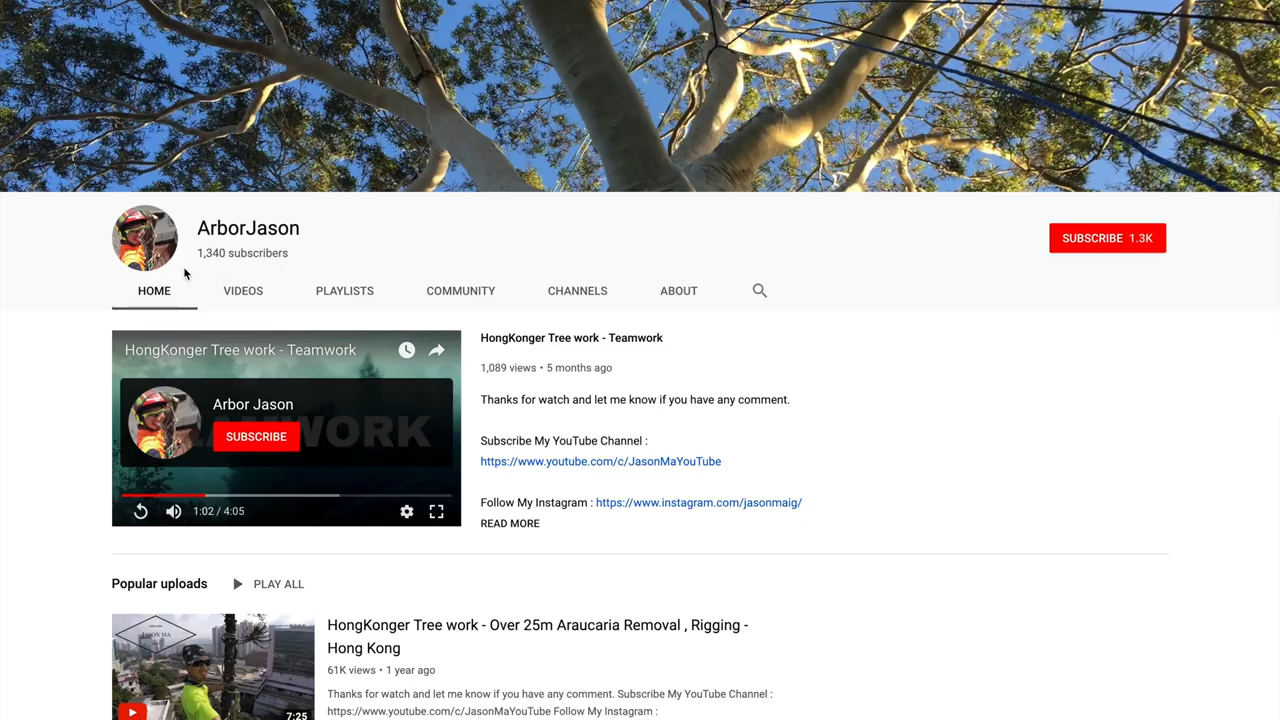 ArborJason
1,340 subscribers
SUBSCRIBE 1.3K
HOME VIDEOS PLAYLISTS COMMUNITY CHANNELS ABOUT
HongKonger Tree work - Teamwork
Arbor Jason
SUBSCRIBE
1:02 / 4:05
HongKonger Tree work - Teamwork
1,089 views • 5 months ago
Thanks for watch and let me know if you have any comment.
Subscribe My YouTube Channel :
https://www.youtube.com/c/JasonMaYouTube
Follow My Instagram : https://www.instagram.com/jasonmaig/
READ MORE
Popular uploads PLAY ALL
JASON MA
7:25
HongKonger Tree work - Over 25m Araucaria Removal , Rigging -
Hong Kong
61K views • 1 year ago
Thanks for watch and let me know if you have any comment. Subscribe My YouTube Channel :
https://www.youtube.com/c/JasonMaYouTube Follow My Instagram :